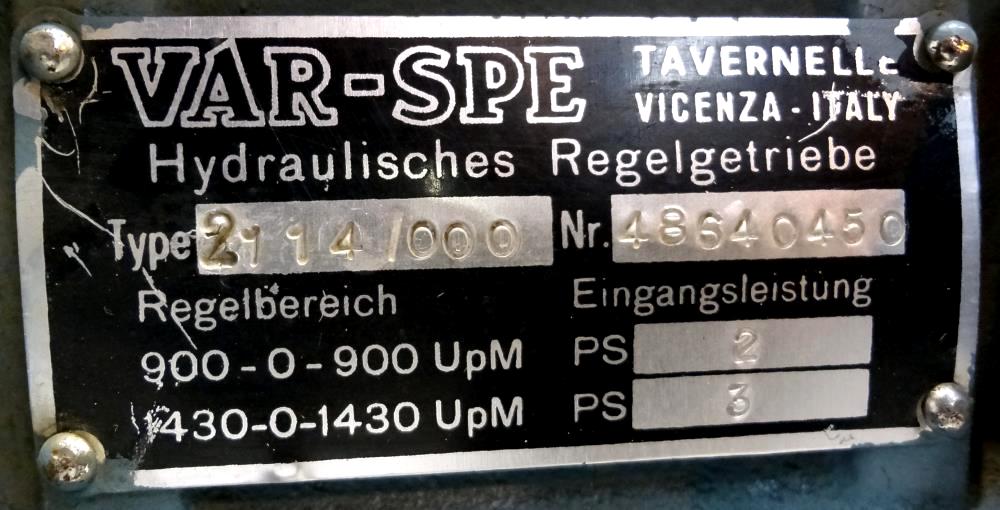 VAR-SPE TAVERNELLE
VICENZA - ITALY
Hydraulisches Regelgetriebe
Type 2114/000 Nr. 48640450
Regelbereich Eingangsleistung
900-0-900 UpM PS 2
1430-0-1430 UpM PS 3